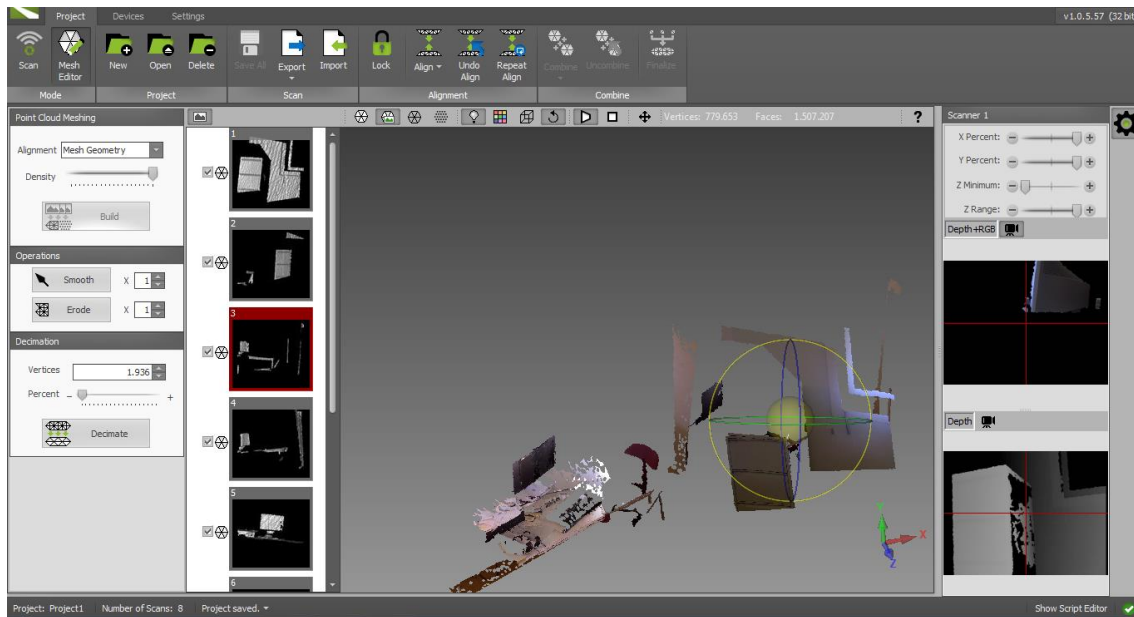 Project Devices Settings v1.0.5.57 (32 bit
Scan Mesh Editor New Open Delete Save All Export Import Lock Align Undo Align Repeat Align Combine Uncombine Finalize
Mode Project Scan Alignment Combine
Point Cloud Meshing
Alignment Mesh Geometry
Density
Build
Operations
Smooth X 1
Erode X 1
Decimation
Vertices 1.936
Percent - +
Decimate
1
2
3
4
5
6
Vertices: 779.653 Faces: 1.507.207 ?
X
Y
Z
Scanner 1
X Percent:
Y Percent:
Z Minimum:
Z Range:
Depth+RGB
Depth
Project: Project1 Number of Scans: 8 Project saved. Show Script Editor